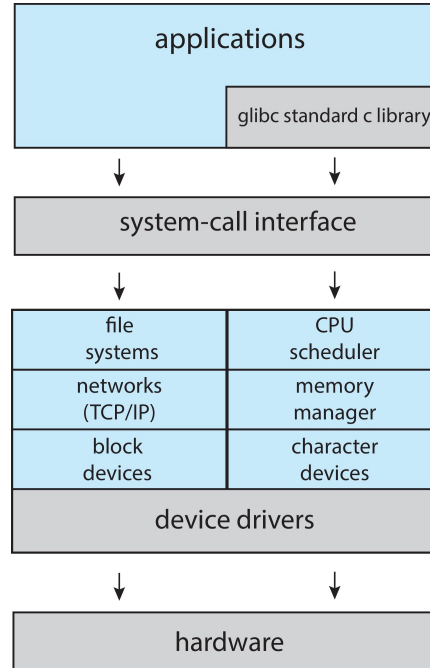 applications
glibc standard c library
system-call interface
file
systems
CPU
scheduler
networks
(TCP/IP)
memory
manager
block
devices
character
devices
device drivers
hardware